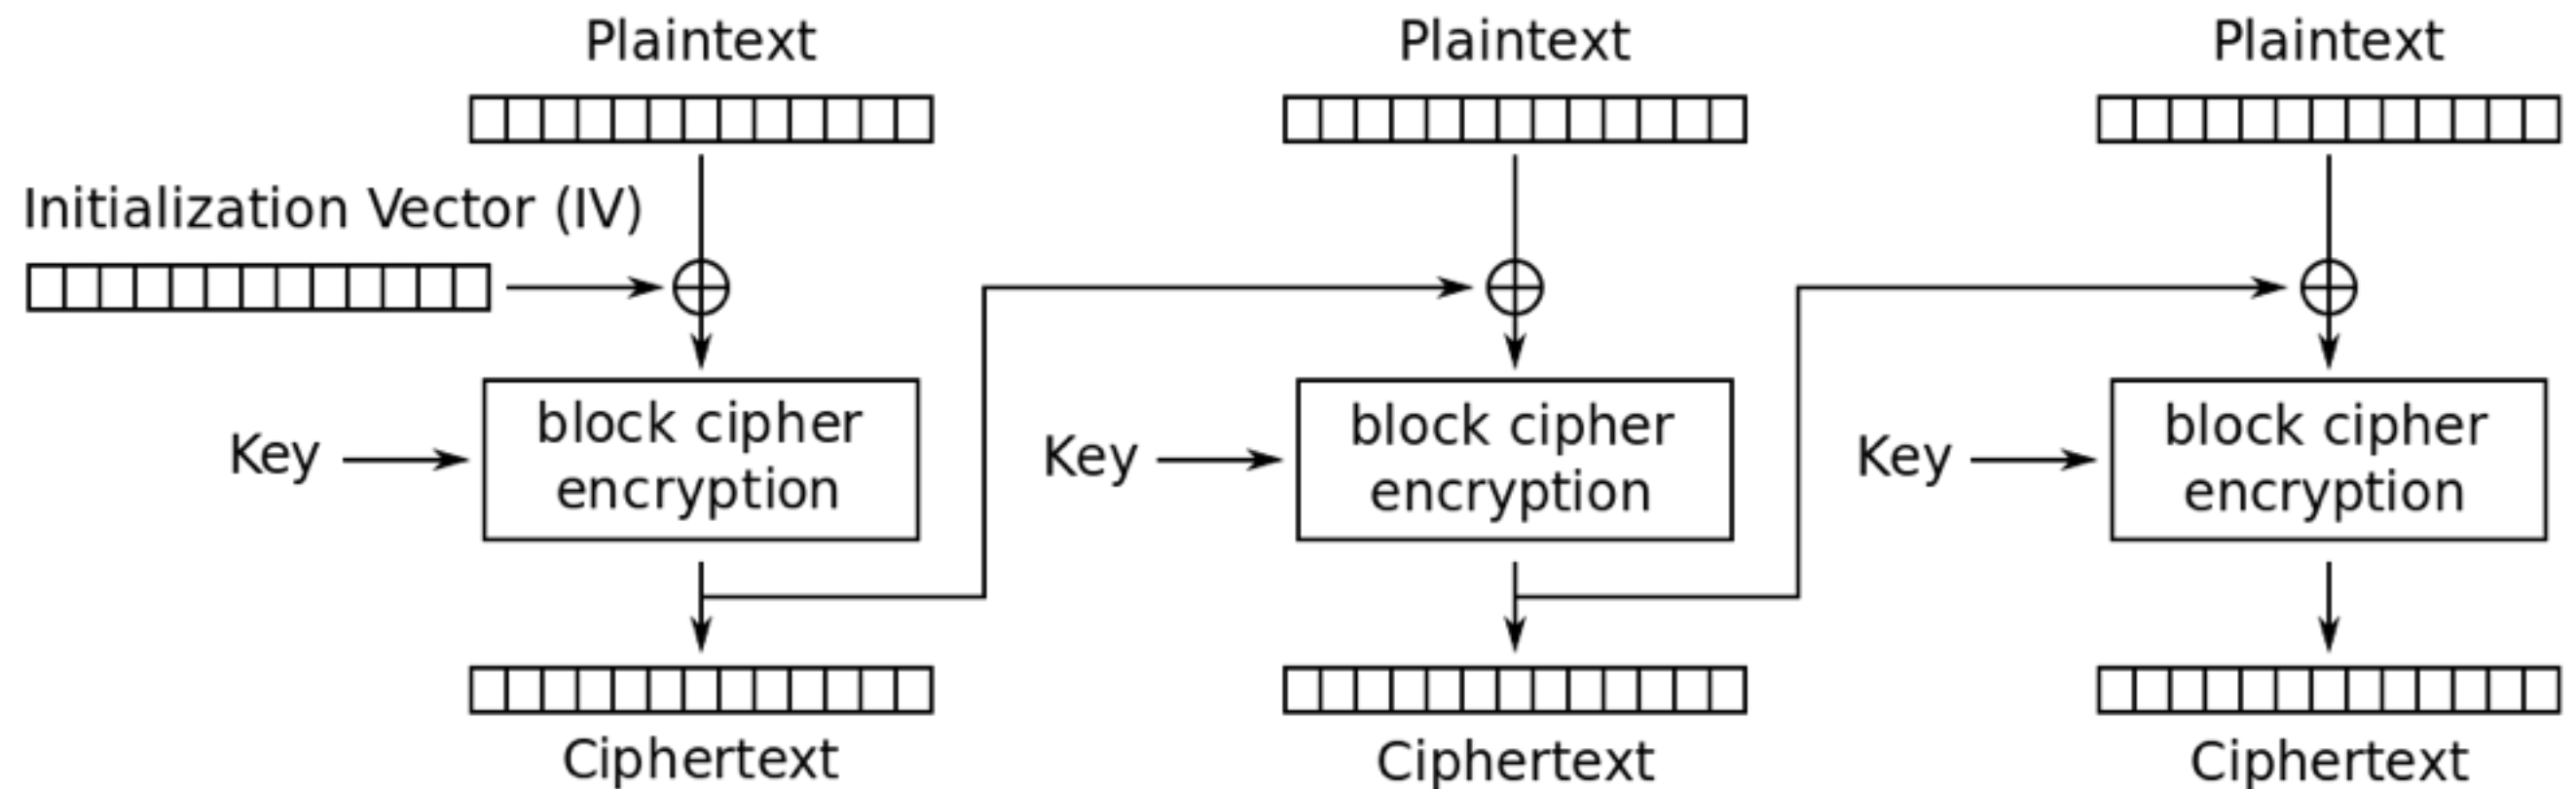 Plaintext
Plaintext
Plaintext
Initialization Vector (IV)
Key
block cipher
encryption
Key
block cipher
encryption
Key
block cipher
encryption
Ciphertext
Ciphertext
Ciphertext